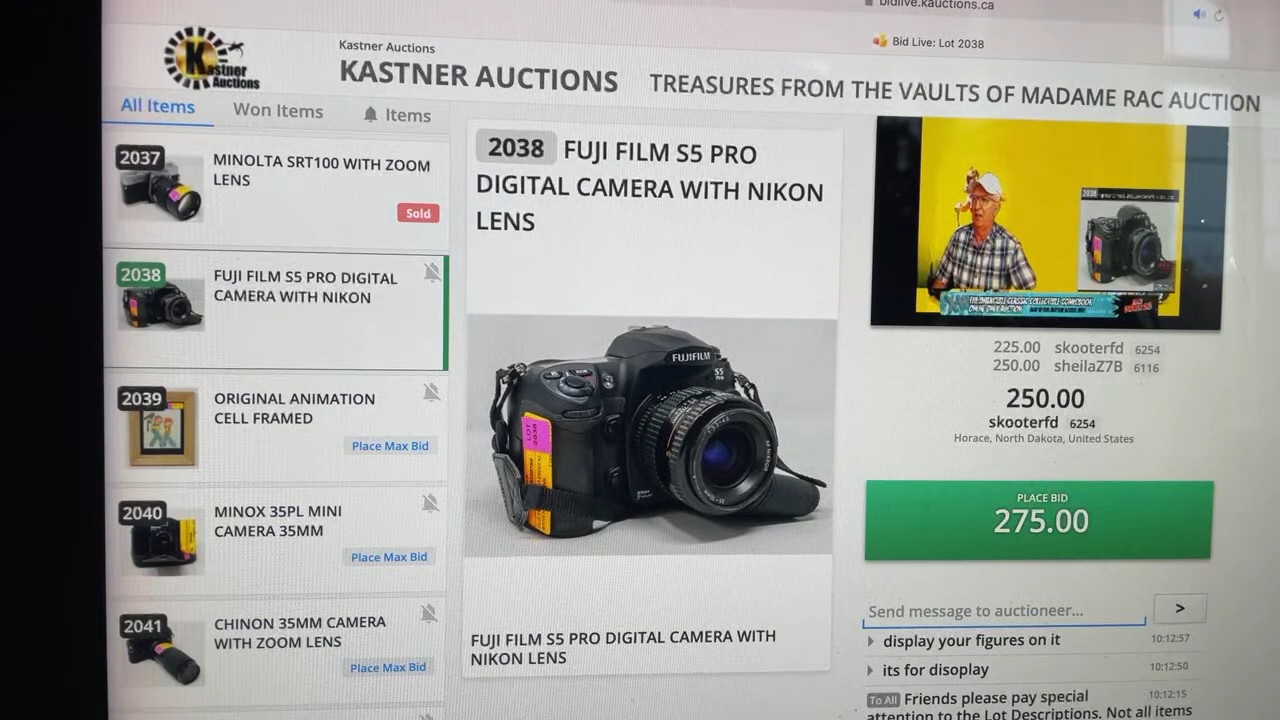 bidlive.kauctions.ca
Bid Live: Lot 2038
Kastner
Auctions
Kastner Auctions
KASTNER AUCTIONS
TREASURES FROM THE VAULTS OF MADAME RAC AUCTION
All Items
Won Items
Items
2037
MINOLTA SRT100 WITH ZOOM
LENS
Sold
2038
FUJI FILM S5 PRO DIGITAL
CAMERA WITH NIKON
2039
ORIGINAL ANIMATION
CELL FRAMED
Place Max Bid
2040
MINOX 35PL MINI
CAMERA 35MM
Place Max Bid
2041
CHINON 35MM CAMERA
WITH ZOOM LENS
Place Max Bid
2038 FUJI FILM S5 PRO
DIGITAL CAMERA WITH NIKON
LENS
FUJIFILM
S5
Pro
LOT
2038
FUJI FILM S5 PRO DIGITAL CAMERA WITH
NIKON LENS
2038
225.00 skooterfd 6254
250.00 sheilaZ7B 6116
250.00
skooterfd 6254
Horace, North Dakota, United States
PLACE BID
275.00
Send message to auctioneer...
>
display your figures on it 10:12:57
its for disoplay 10:12:50
To All Friends please pay special 10:12:15
attention to the Lot Descriptions. Not all items